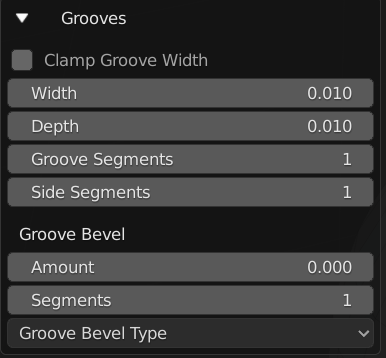 Grooves
Clamp Groove Width
Width 0.010
Depth 0.010
Groove Segments 1
Side Segments 1
Groove Bevel
Amount 0.000
Segments 1
Groove Bevel Type